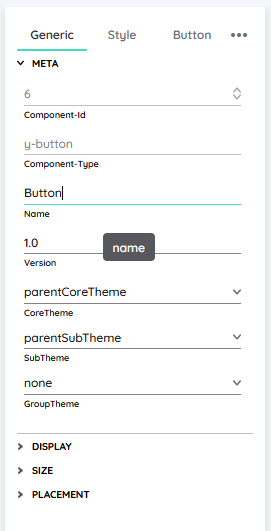 Generic Style Button •••
META
6
Component-Id
y-button
Component-Type
Button
Name
1.0
name
Version
parentCoreTheme
CoreTheme
parentSubTheme
SubTheme
none
GroupTheme
DISPLAY
SIZE
PLACEMENT